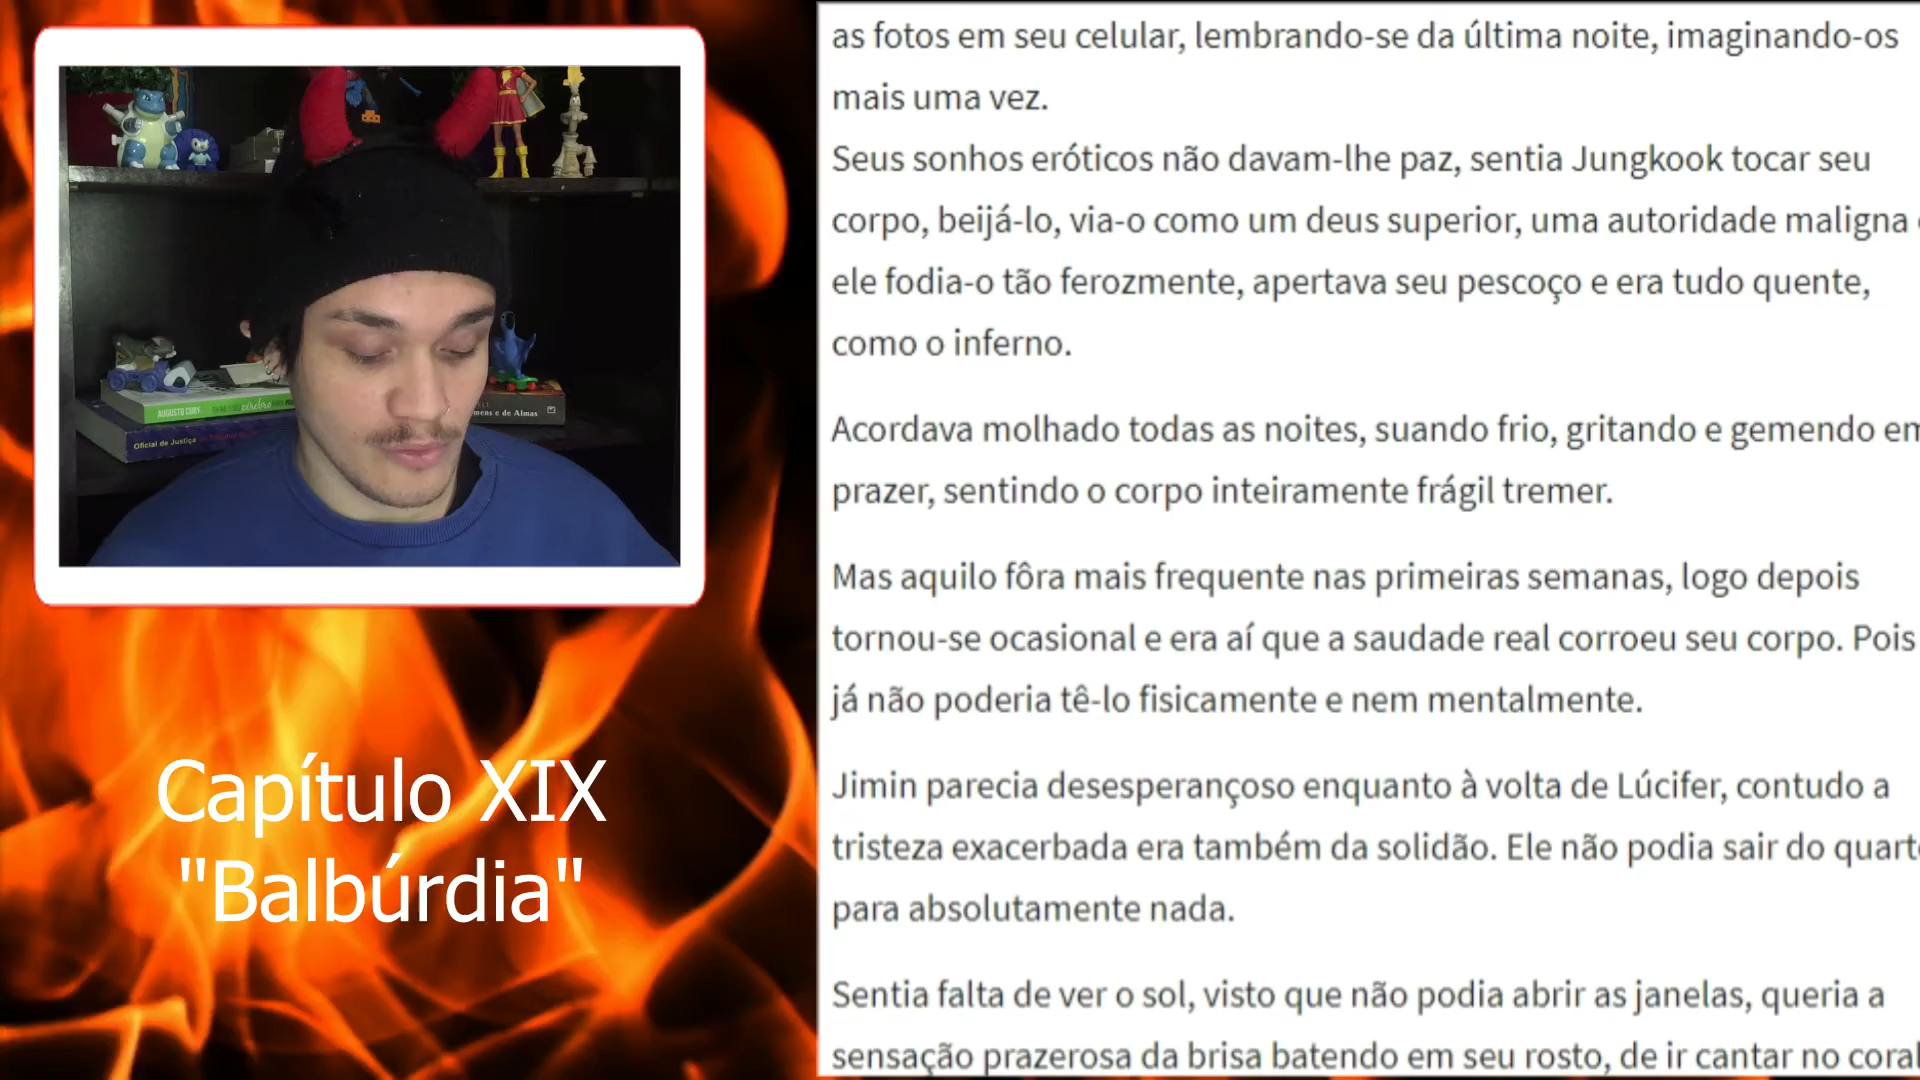 as fotos em seu celular, lembrando-se da última noite, imaginando-os
mais uma vez.
Seus sonhos eróticos não davam-lhe paz, sentia Jungkook tocar seu
corpo, beijá-lo, via-o como um deus superior, uma autoridade maligna
ele fodia-o tão ferozmente, apertava seu pescoço e era tudo quente,
como o inferno.
Acordava molhado todas as noites, suando frio, gritando e gemendo em
prazer, sentindo o corpo inteiramente frágil tremer.
Mas aquilo fôra mais frequente nas primeiras semanas, logo depois
tornou-se ocasional e era aí que a saudade real corroeu seu corpo. Pois
já não poderia tê-lo fisicamente e nem mentalmente.
Jimin parecia desesperançoso enquanto à volta de Lúcifer, contudo a
tristeza exacerbada era também da solidão. Ele não podia sair do quarto
para absolutamente nada.
Sentia falta de ver o sol, visto que não podia abrir as janelas, queria a
sensação prazerosa da brisa batendo em seu rosto, de ir cantar no coral
AUGUSTO CURY
cérebro
Oficial de Justiça
mens e de Almas
Capítulo XIX
"Balbúrdia"